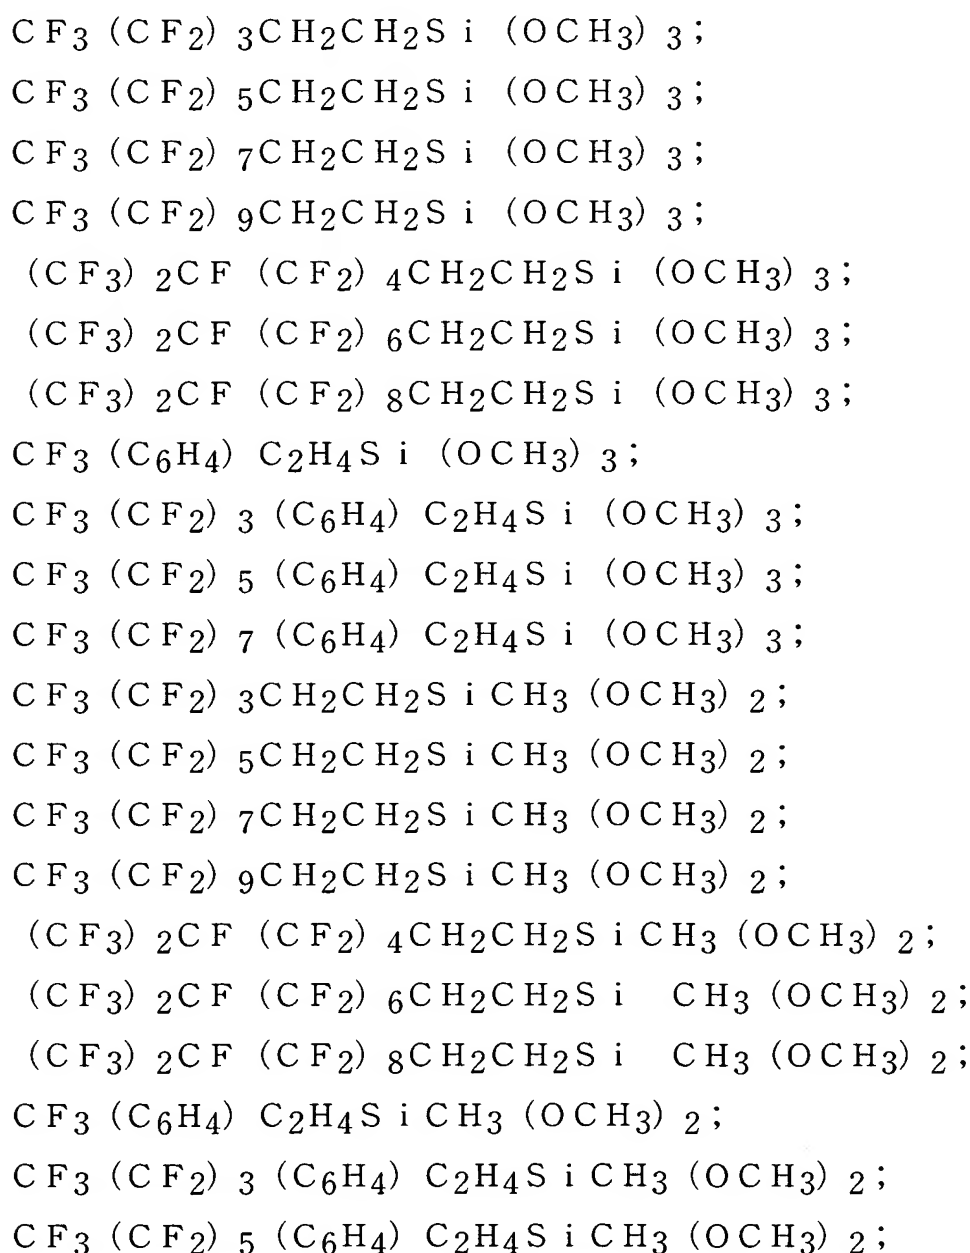 CF3(CF2)3CH2CH2Si(OCH3)3;
CF3(CF2)5CH2CH2Si(OCH3)3;
CF3(CF2)7CH2CH2Si(OCH3)3;
CF3(CF2)9CH2CH2Si(OCH3)3;
(CF3)2CF(CF2)4CH2CH2Si(OCH3)3;
(CF3)2CF(CF2)6CH2CH2Si(OCH3)3;
(CF3)2CF(CF2)8CH2CH2Si(OCH3)3;
CF3(C6H4)C2H4Si(OCH3)3;
CF3(CF2)3(C6H4)C2H4Si(OCH3)3;
CF3(CF2)5(C6H4)C2H4Si(OCH3)3;
CF3(CF2)7(C6H4)C2H4Si(OCH3)3;
CF3(CF2)3CH2CH2SiCH3(OCH3)2;
CF3(CF2)5CH2CH2SiCH3(OCH3)2;
CF3(CF2)7CH2CH2SiCH3(OCH3)2;
CF3(CF2)9CH2CH2SiCH3(OCH3)2;
(CF3)2CF(CF2)4CH2CH2SiCH3(OCH3)2;
(CF3)2CF(CF2)6CH2CH2Si CH3(OCH3)2;
(CF3)2CF(CF2)8CH2CH2Si CH3(OCH3)2;
CF3(C6H4)C2H4SiCH3(OCH3)2;
CF3(CF2)3(C6H4)C2H4SiCH3(OCH3)2;
CF3(CF2)5(C6H4)C2H4SiCH3(OCH3)2;